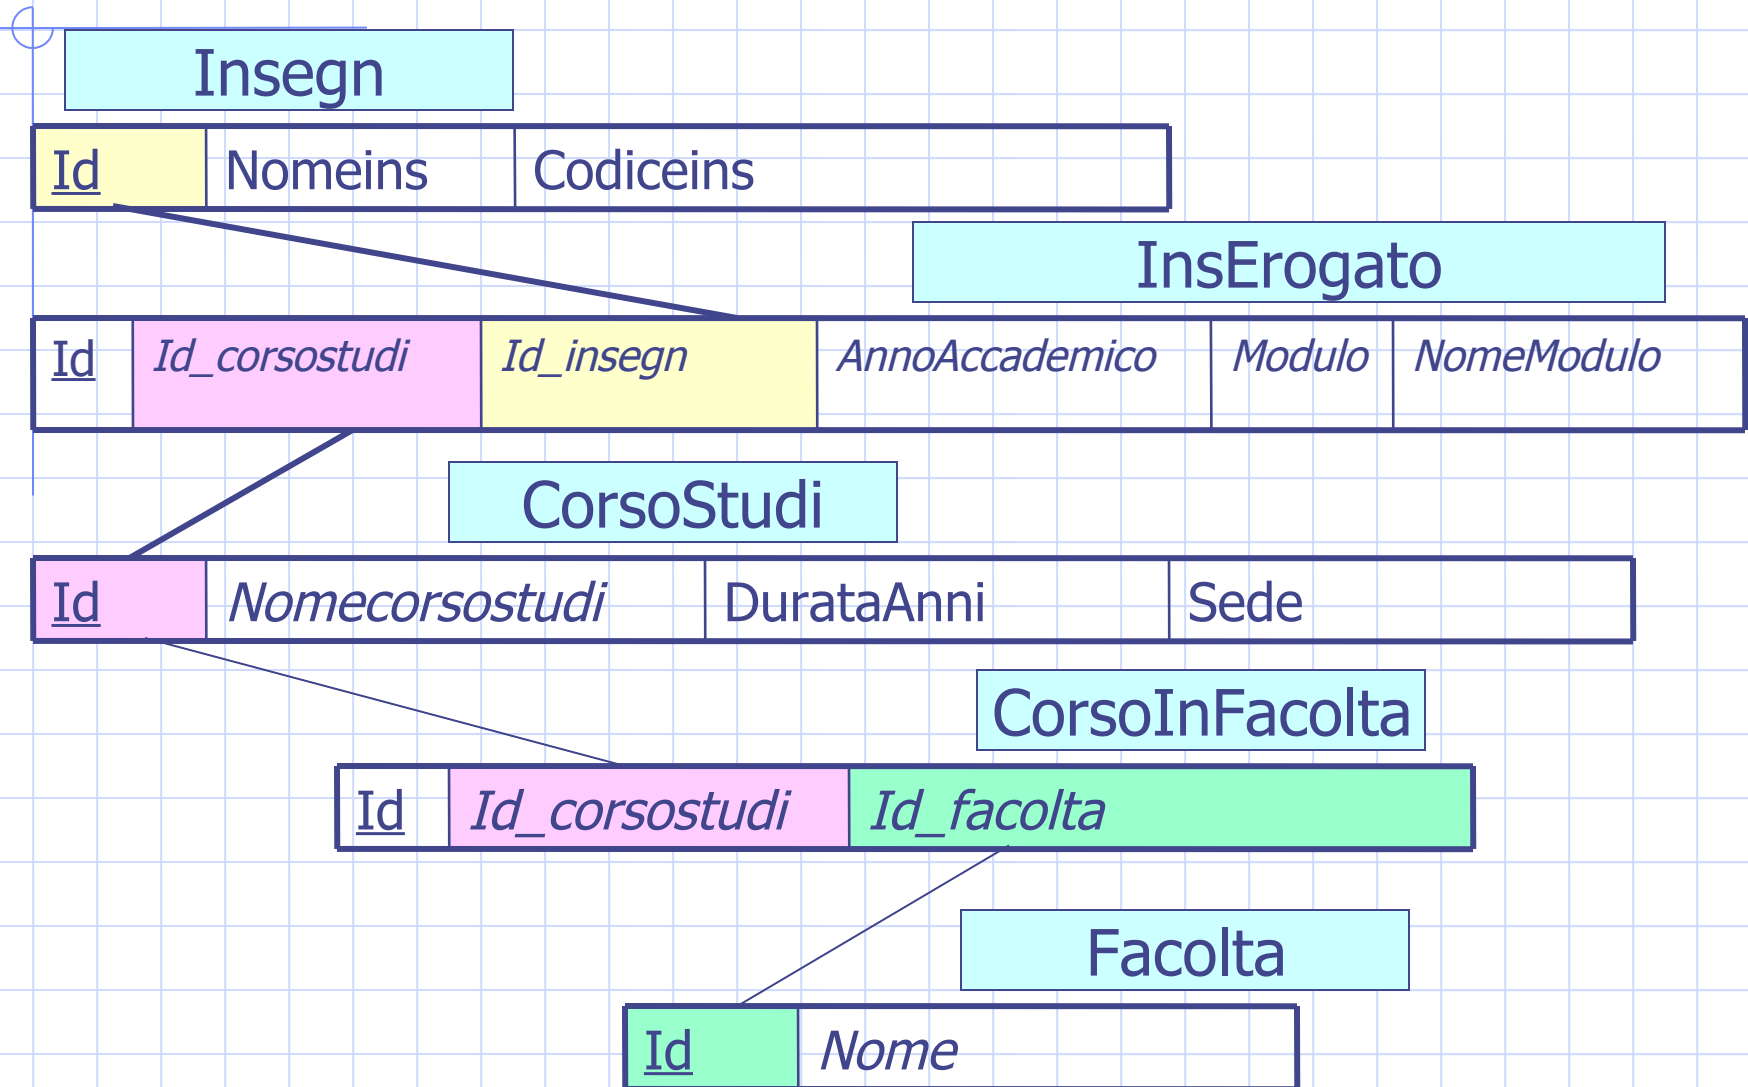 Insegn
Id Nomeins Codiceins
InsErogato
Id Id_corsostudi Id_insegn AnnoAccademico Modulo NomeModulo
CorsoStudi
Id Nomecorsostudi DurataAnni Sede
CorsoInFacolta
Id Id_corsostudi Id_facolta
Facolta
Id Nome